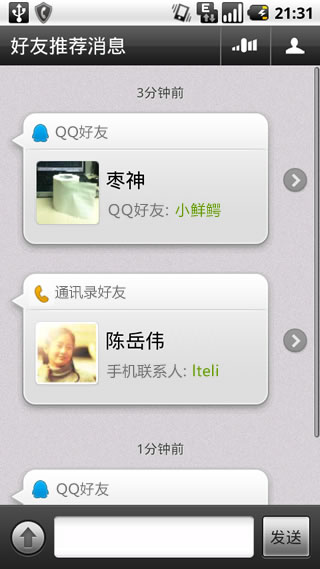 21:31
好友推荐消息
3分钟前
QQ好友
枣神
QQ好友: 小鲜鳄
通讯录好友
陈岳伟
手机联系人: lteli
1分钟前
QQ好友
发送